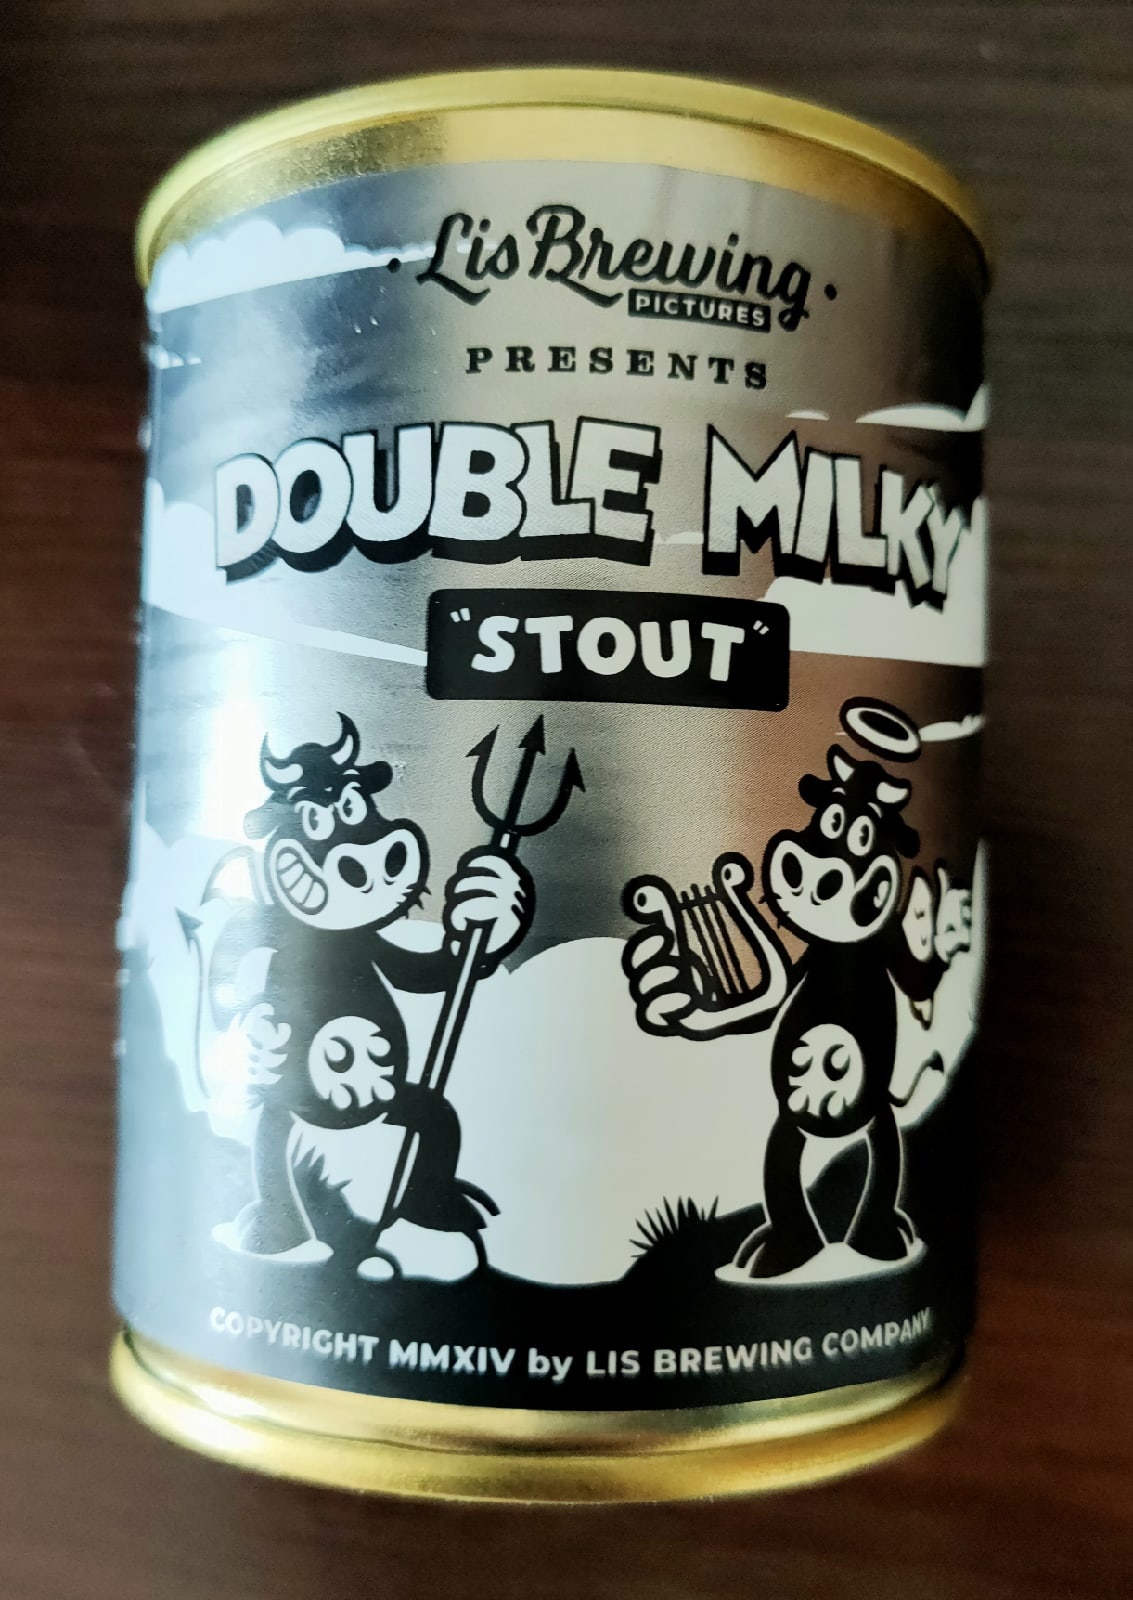 · Lis Brewing ·
PICTURES
PRESENTS
DOUBLE MILKY
"STOUT"
COPYRIGHT MMXIV by LIS BREWING COMPANY